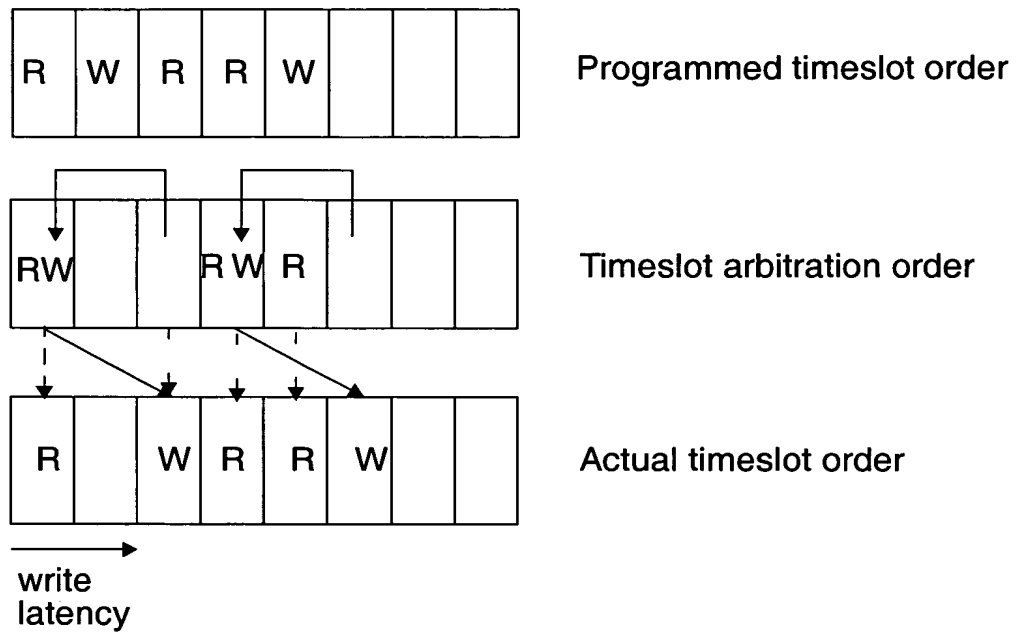 R W R R W Programmed timeslot order
RW R W R Timeslot arbitration order
R W R R W Actual timeslot order
write
latency